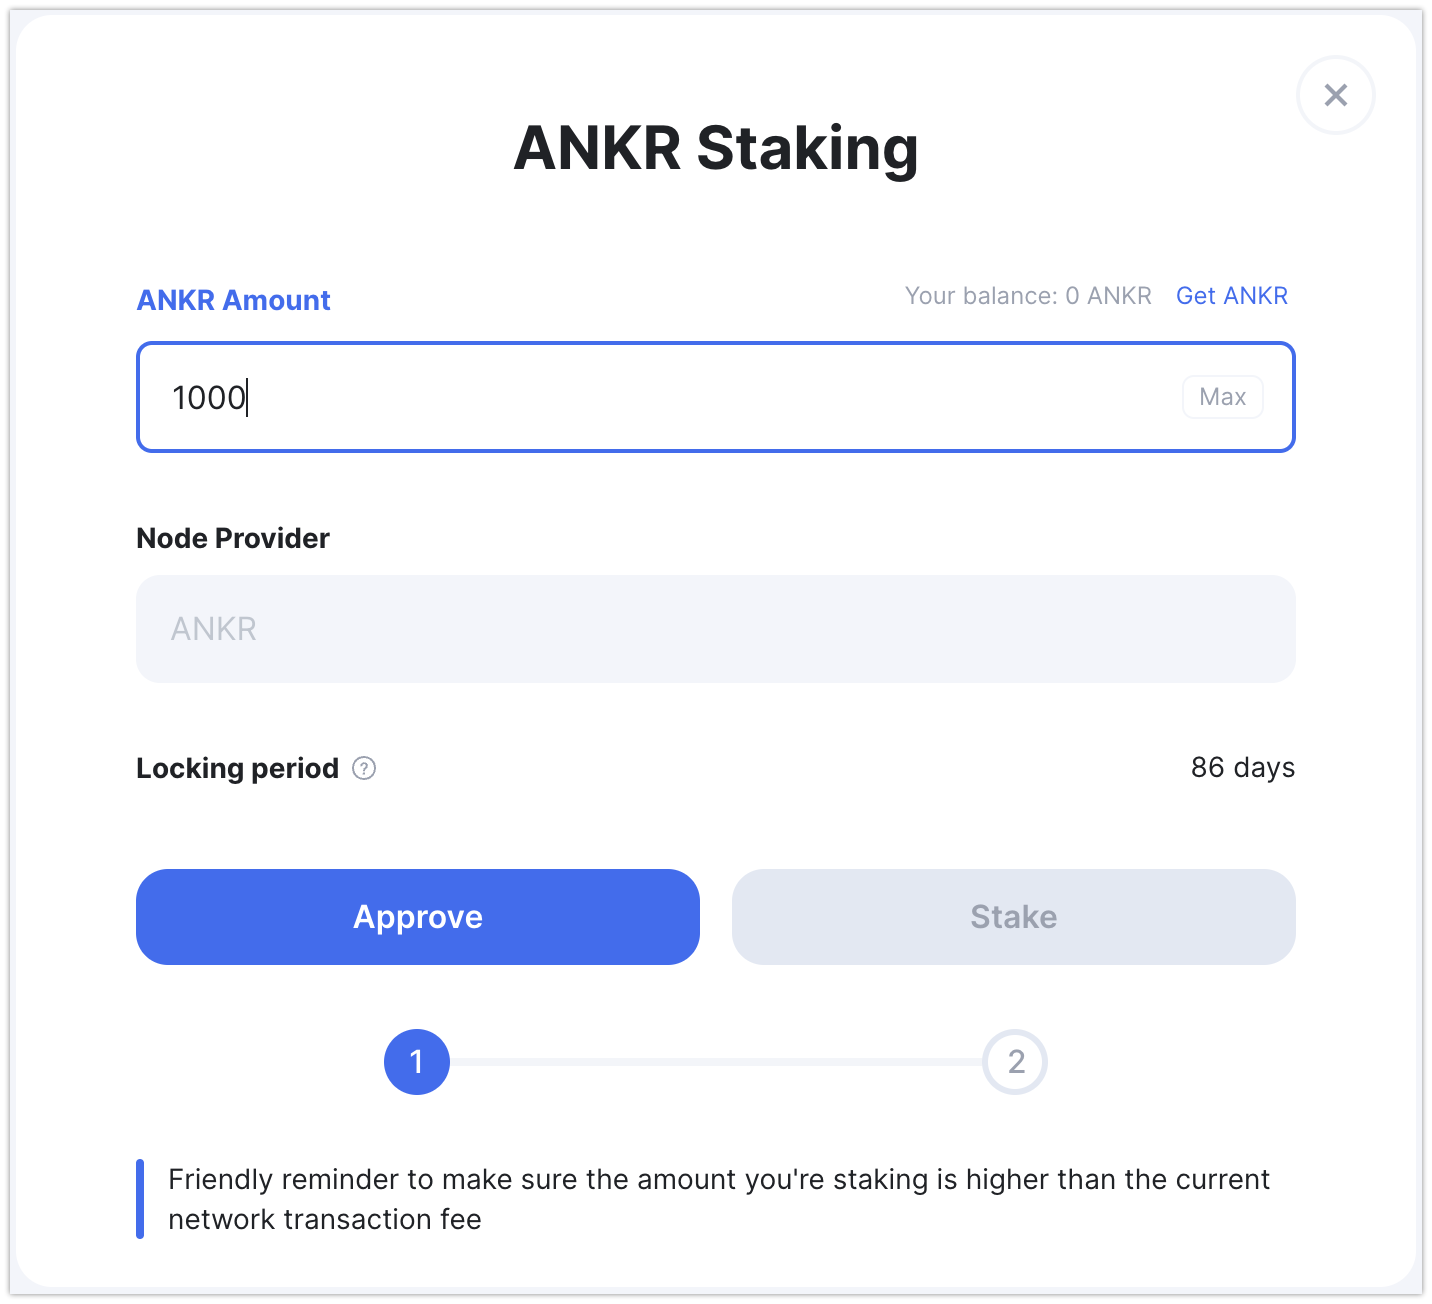 ANKR Staking
ANKR Amount
Your balance: 0 ANKR Get ANKR
1000
Max
Node Provider
ANKR
Locking period ?
86 days
Approve
Stake
1
2
Friendly reminder to make sure the amount you're staking is higher than the current
network transaction fee